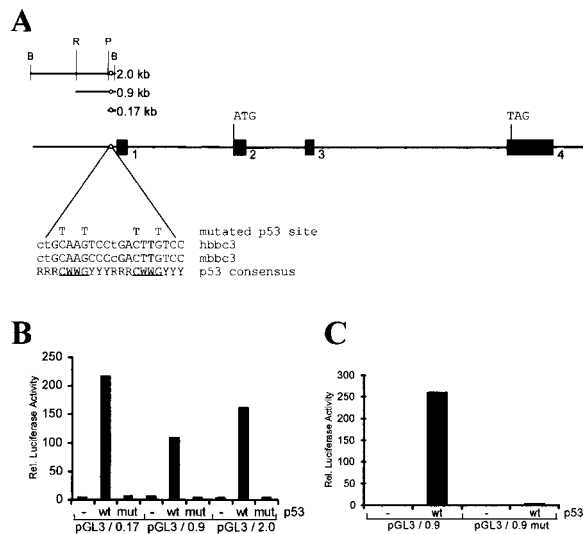 A
B R P B
2.0 kb
0.9 kb
0.17 kb
ATG TAG
1 2 3 4
T T T T mutated p53 site
ctGCAAGTCCtGACTTGTCC hbbc3
ctGCAAGCCCcGACTTGTCC mbbc3
RRRCWWGYYYRRRCWWGYYY p53 consensus
B
Rel. Luciferase Activity
250
200
150
100
50
0
- wt mut - wt mut - wt mut p53
pGL3 / 0.17 pGL3 / 0.9 pGL3 / 2.0
C
Rel. Luciferase Activity
300
250
200
150
100
50
0
- wt - wt p53
pGL3 / 0.9 pGL3 / 0.9 mut